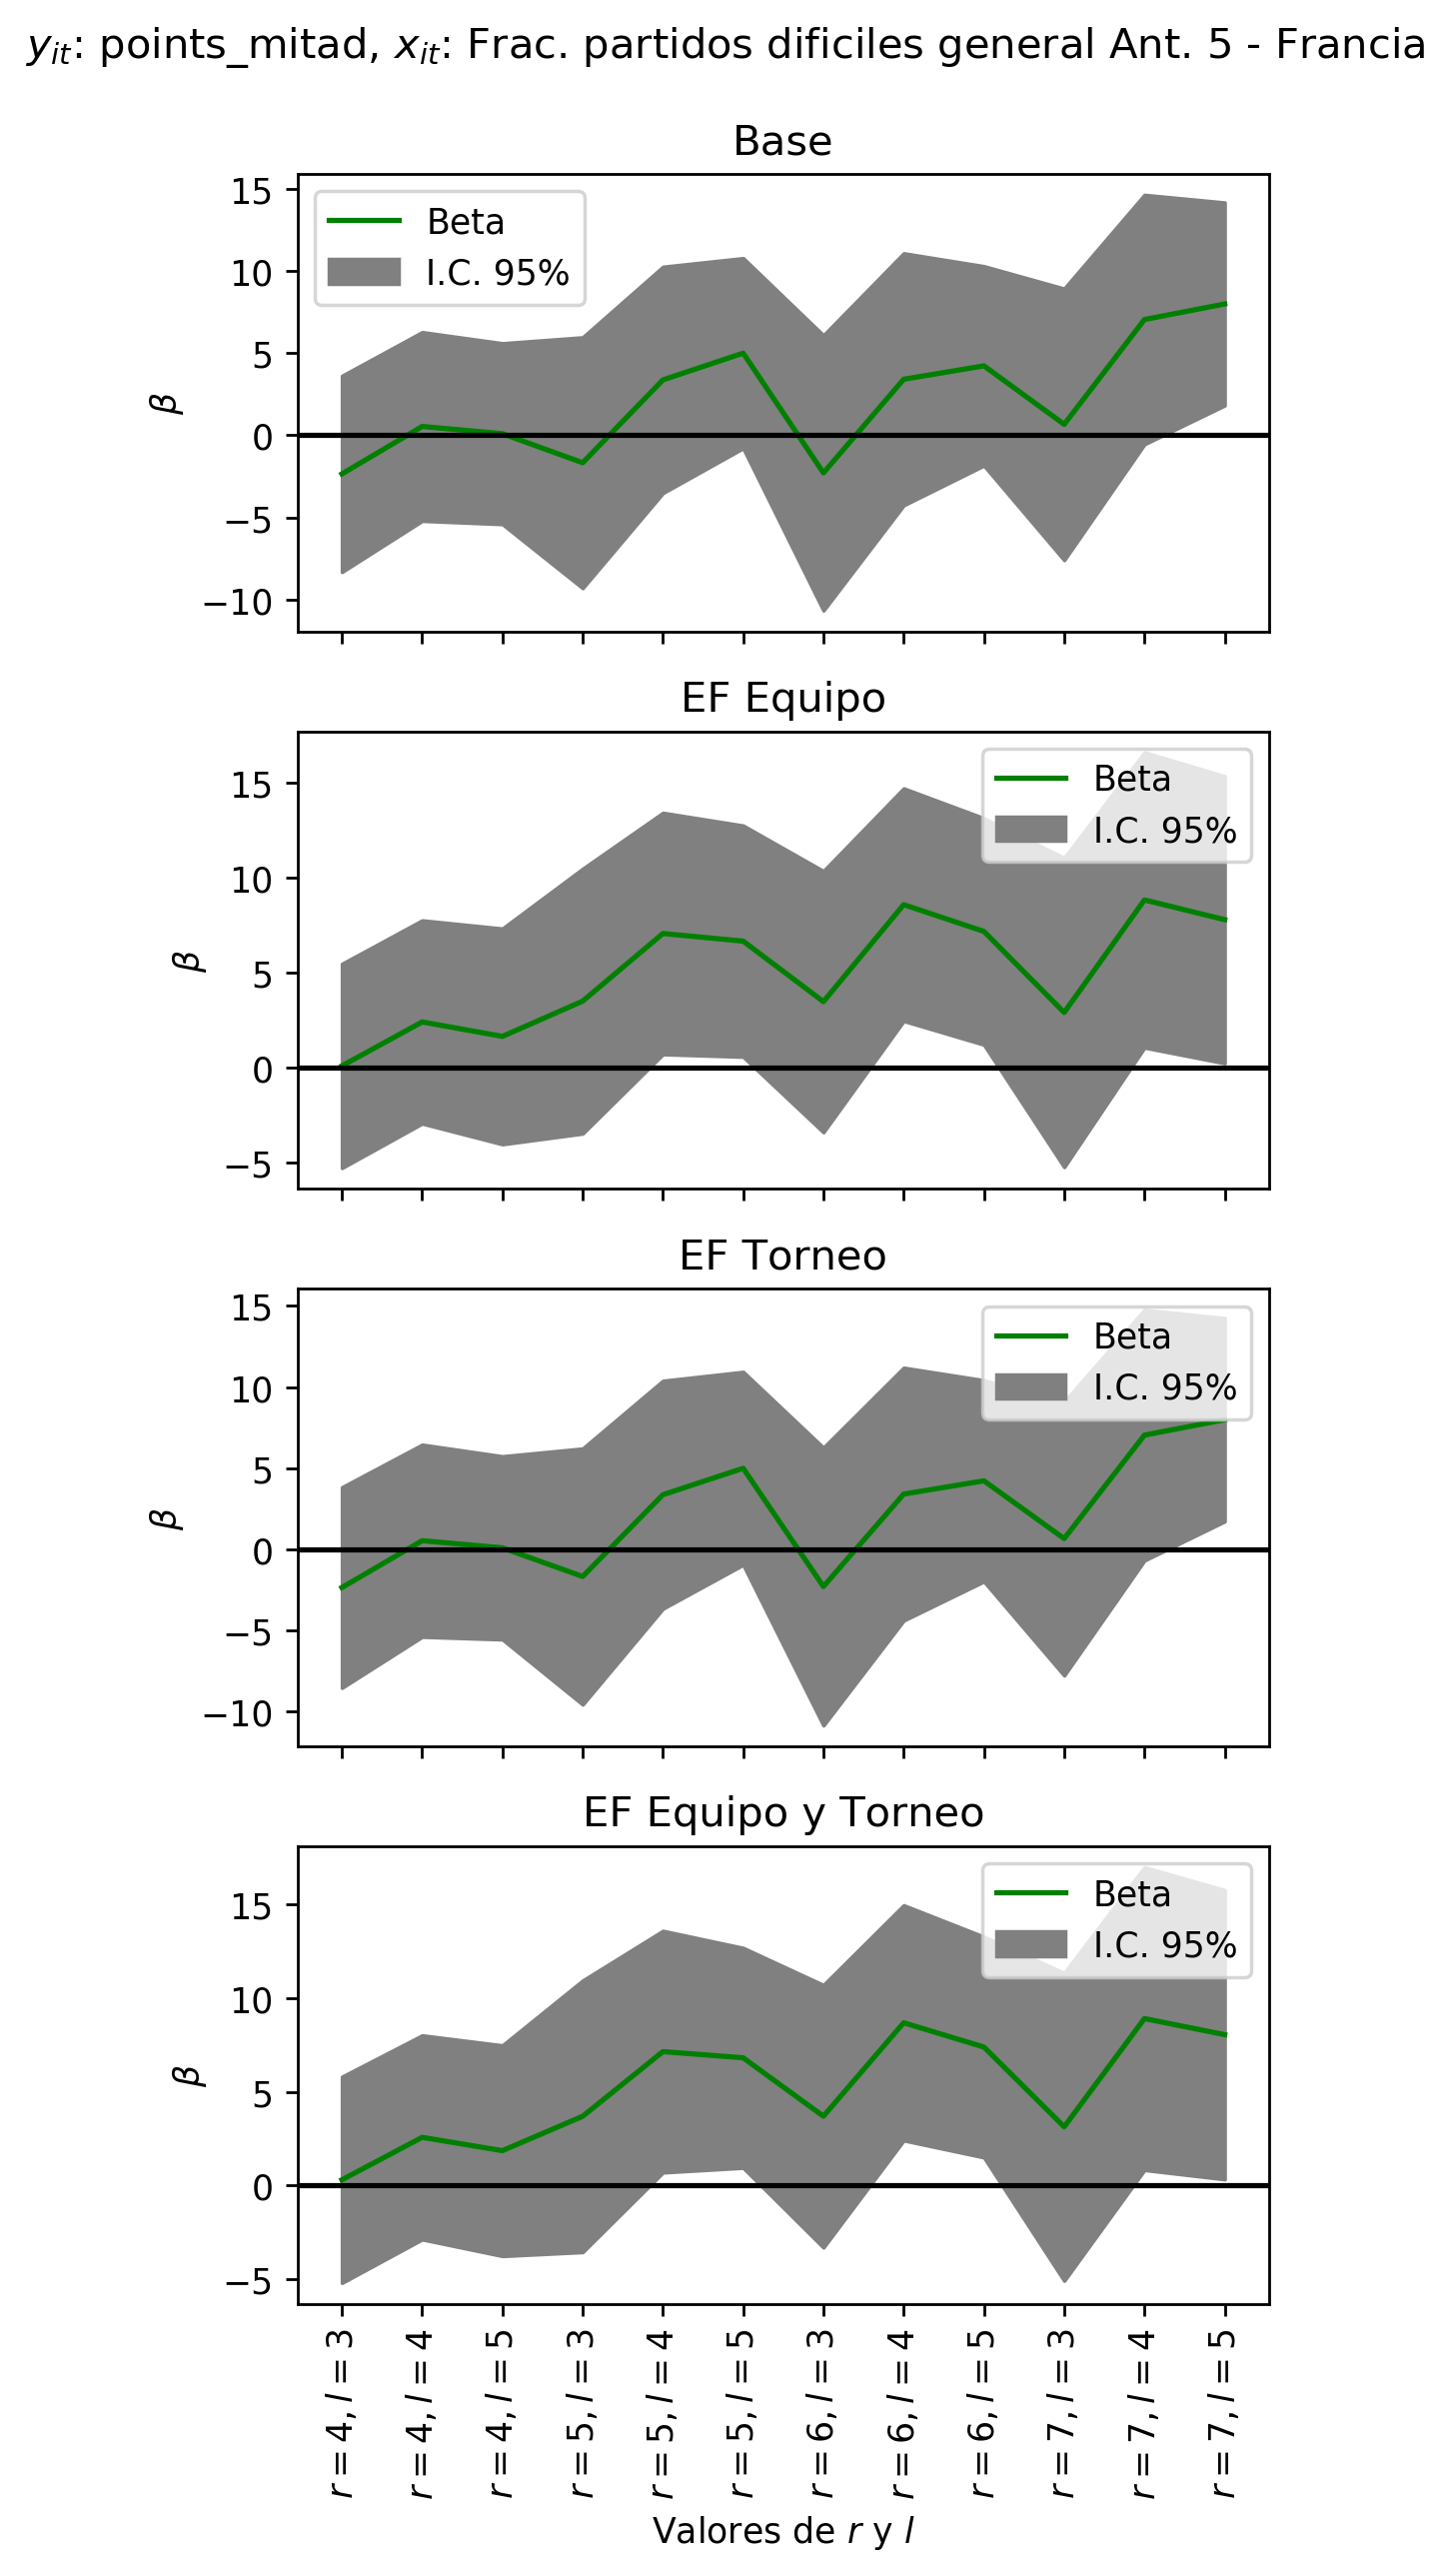 y_it: points_mitad, x_it: Frac. partidos dificiles general Ant. 5 - Francia
Base
15
10
5
0
−5
−10
β
Beta
I.C. 95%
EF Equipo
15
10
5
0
−5
β
Beta
I.C. 95%
EF Torneo
15
10
5
0
−5
−10
β
Beta
I.C. 95%
EF Equipo y Torneo
15
10
5
0
−5
β
Beta
I.C. 95%
r = 4, l = 3
r = 4, l = 4
r = 4, l = 5
r = 5, l = 3
r = 5, l = 4
r = 5, l = 5
r = 6, l = 3
r = 6, l = 4
r = 6, l = 5
r = 7, l = 3
r = 7, l = 4
r = 7, l = 5
Valores de r y l